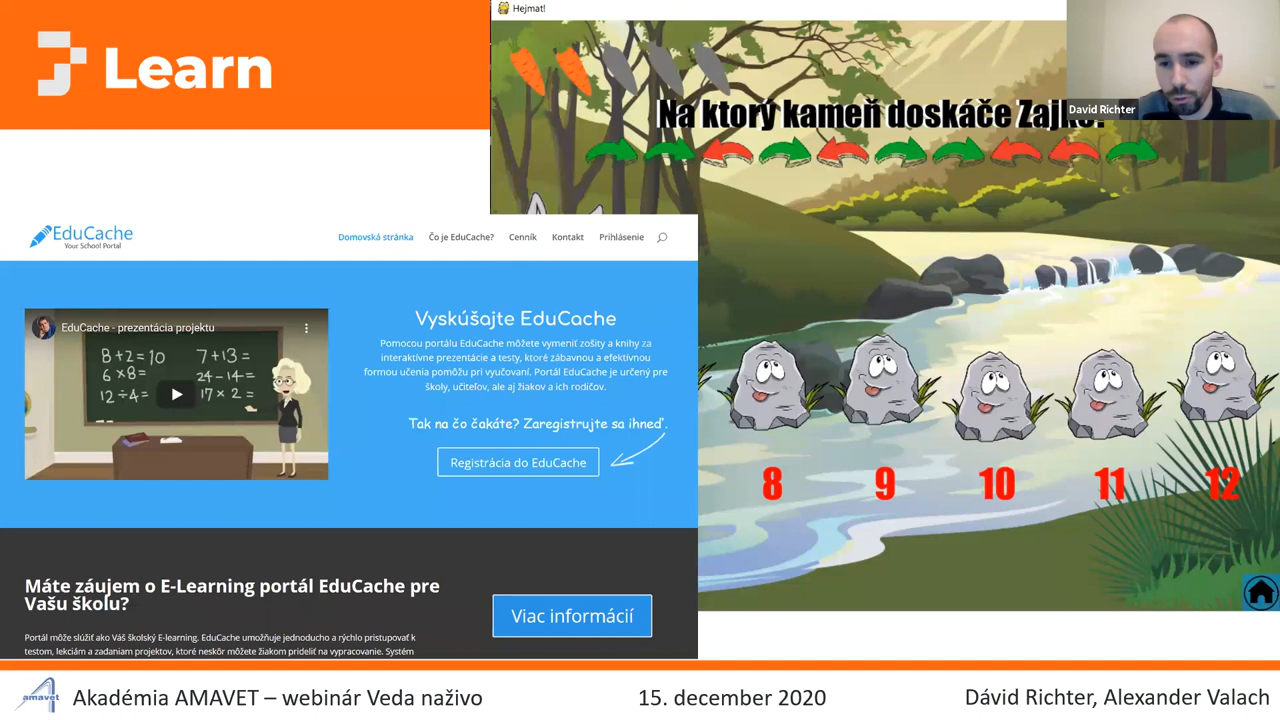 Learn
Hejmat!
David Richter
Na ktorý kameň doskáče
EduCache
Your School Portal
Domovská stránka
Čo je EduCache?
Cenník
Kontakt
Prihlásenie
EduCache - prezentácia projektu
8+2=10
7+13=
6×8=
24-14=
12÷4=
17×2=
Vyskúšajte EduCache
Pomocou portálu EduCache môžete vymeniť zošity a knihy za
interaktívne prezentácie a testy, ktoré zábavnou a efektívnou
formou učenia pomôžu pri vyučovaní. Portál EduCache je určený pre
školy, učiteľov, ale aj žiakov a ich rodičov.
Tak na čo čakáte? Zaregistrujte sa ihneď.
Registrácia do EduCache
8
9
10
11
12
Máte záujem o E-Learning portál EduCache pre
Vašu školu?
Portál môže slúžiť ako Váš školský E-learning. EduCache umožňuje jednoducho a rýchlo pristupovať k
testom, lekciám a zadaniam projektov, ktoré neskôr môžete žiakom prideliť na vypracovanie. Systém
Viac informácií
amavet
Akadémia AMAVET – webinár Veda naživo
15. december 2020
Dávid Richter, Alexander Valach